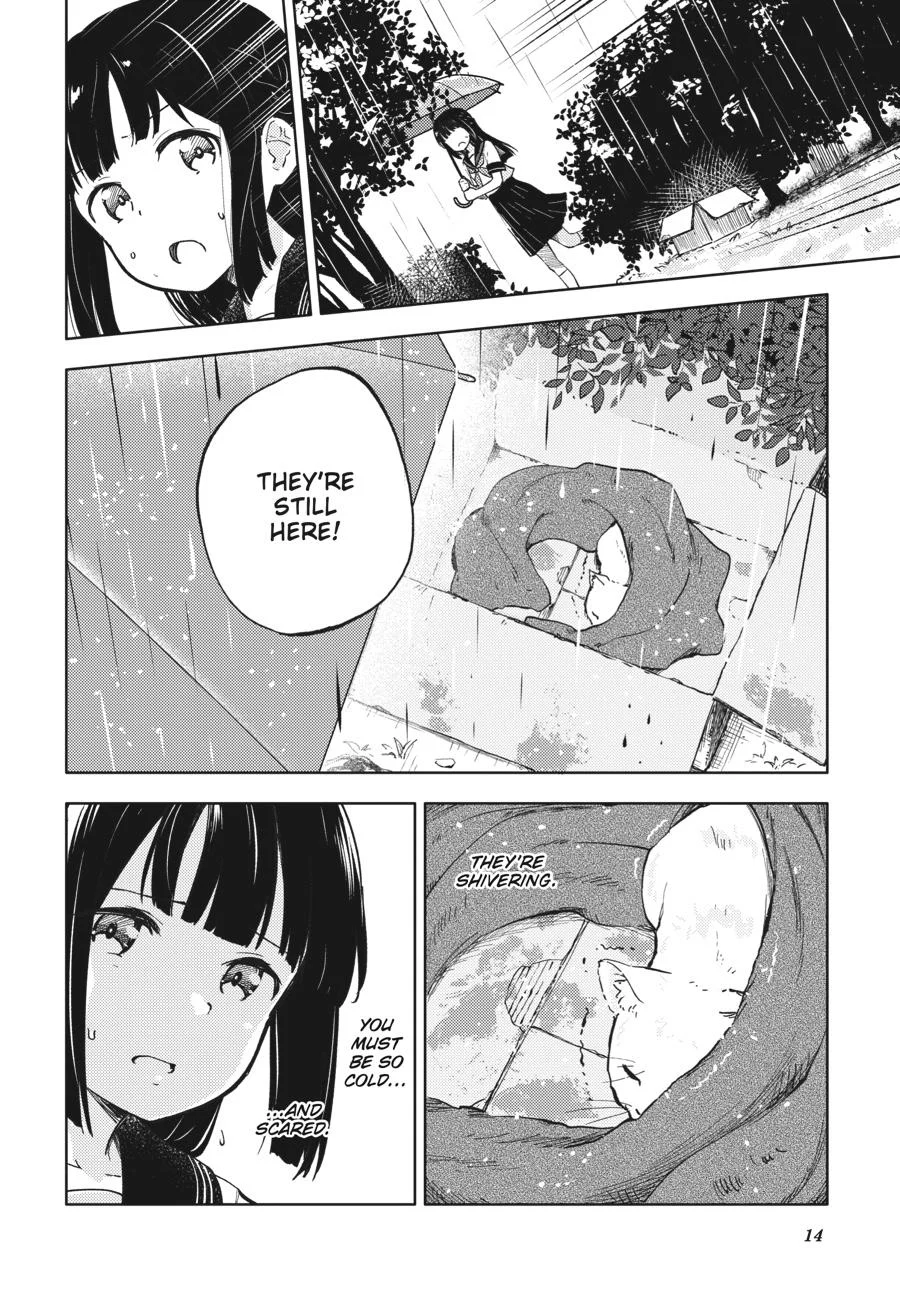 THEY'RE
STILL
HERE!
THEY'RE
SHIVERING.
YOU
MUST
BE SO
COLD...
...AND
SCARED.
14